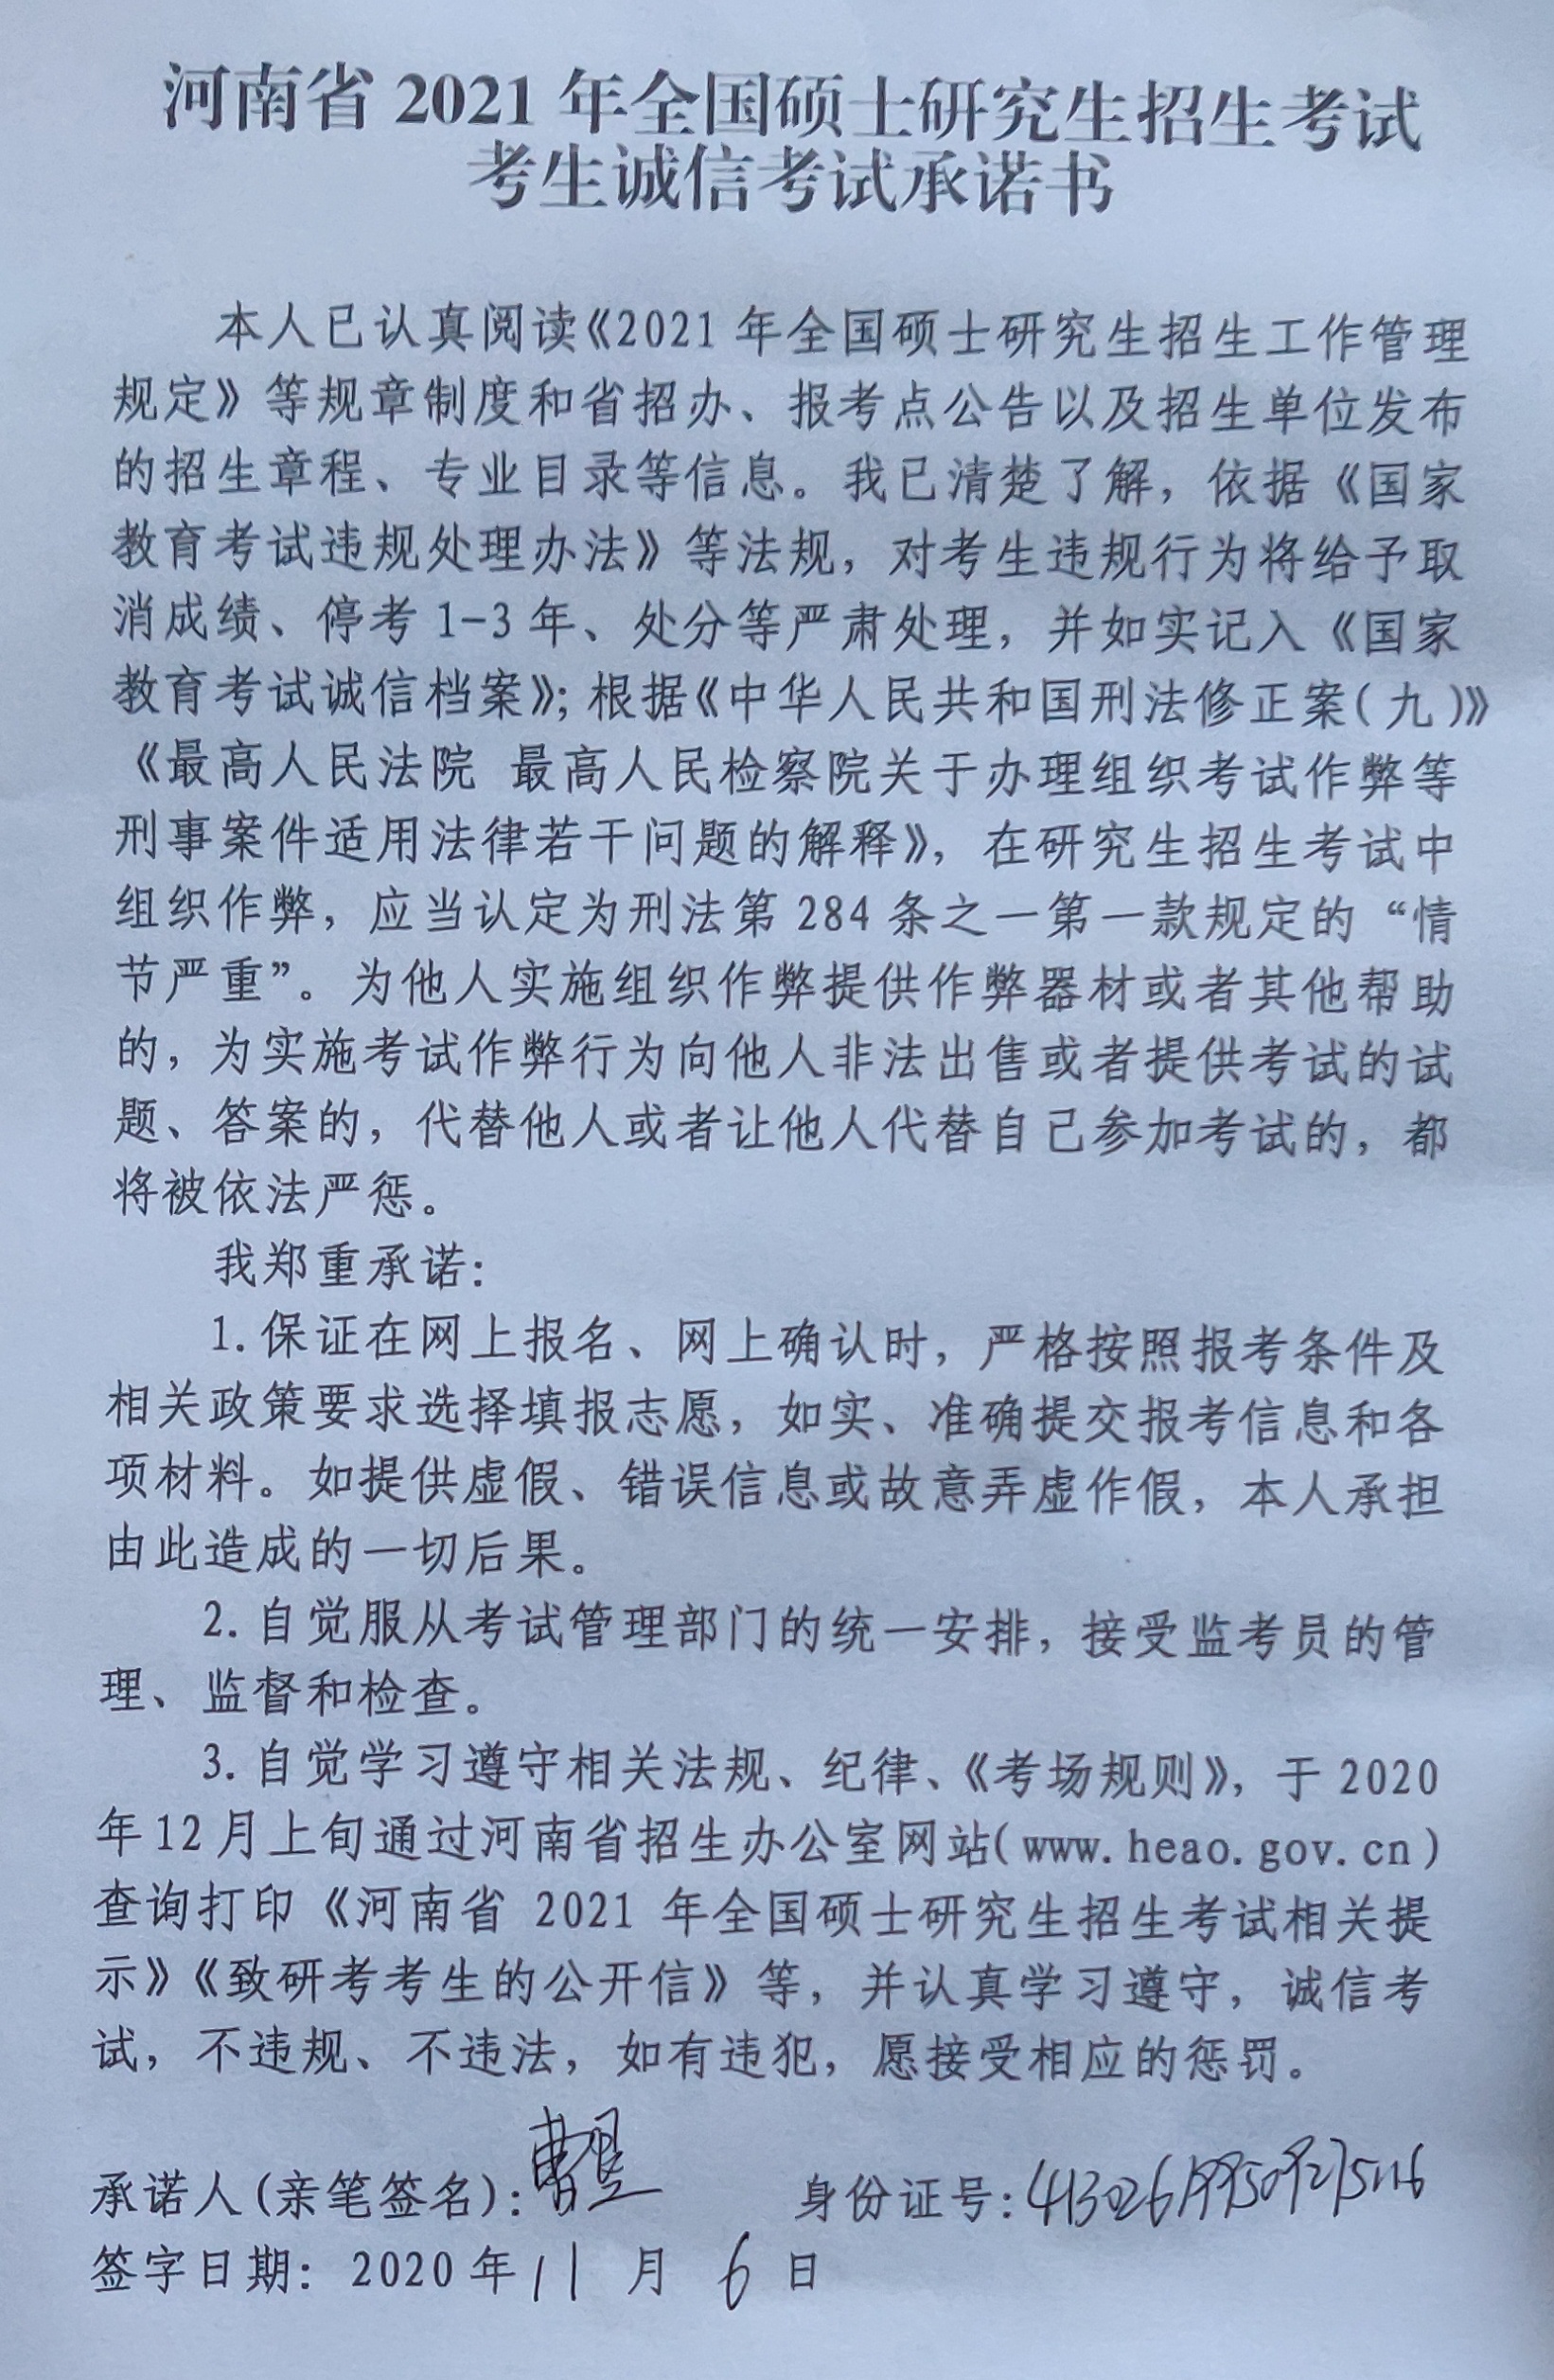 河南省 2021 年全国硕士研究生招生考试
考生诚信考试承诺书
本人已认真阅读《2021 年全国硕士研究生招生工作管理
规定》等规章制度和省招办、报考点公告以及招生单位发布
的招生章程、专业目录等信息。我已清楚了解，依据《国家
教育考试违规处理办法》等法规，对考生违规行为将给予取
消成绩、停考 1-3 年、处分等严肃处理，并如实记入《国家
教育考试诚信档案》；根据《中华人民共和国刑法修正案(九)》
《最高人民法院 最高人民检察院关于办理组织考试作弊等
刑事案件适用法律若干问题的解释》，在研究生招生考试中
组织作弊，应当认定为刑法第 284 条之一第一款规定的“情
节严重”。为他人实施组织作弊提供作弊器材或者其他帮助
的，为实施考试作弊行为向他人非法出售或者提供考试的试
题、答案的，代替他人或者让他人代替自己参加考试的，都
将被依法严惩。
我郑重承诺：
1.保证在网上报名、网上确认时，严格按照报考条件及
相关政策要求选择填报志愿，如实、准确提交报考信息和各
项材料。如提供虚假、错误信息或故意弄虚作假，本人承担
由此造成的一切后果。
2.自觉服从考试管理部门的统一安排，接受监考员的管
理、监督和检查。
3.自觉学习遵守相关法规、纪律、《考场规则》，于 2020
年12月上旬通过河南省招生办公室网站(www.heao.gov.cn)
查询打印《河南省 2021 年全国硕士研究生招生考试相关提
示》《致研考考生的公开信》等，并认真学习遵守，诚信考
试，不违规、不违法，如有违犯，愿接受相应的惩罚。
承诺人(亲笔签名)：曹 身份证号：
签字日期：2020年 11 月 6 日